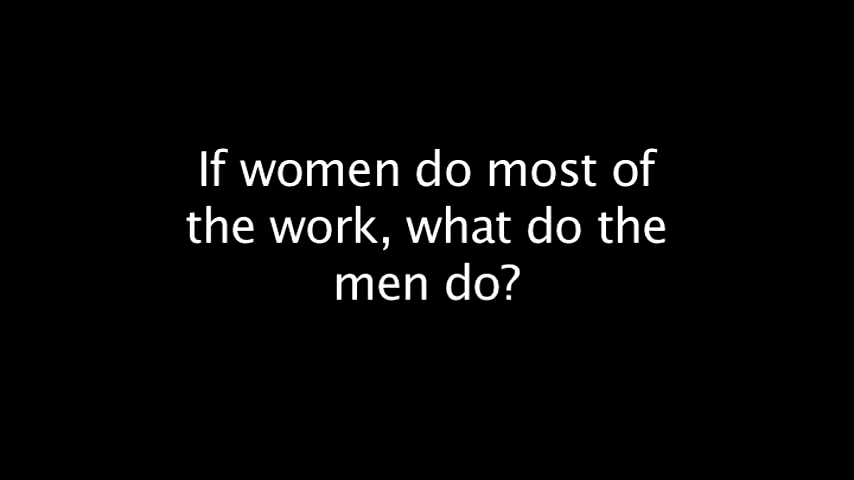 If women do most of
the work, what do the
men do?